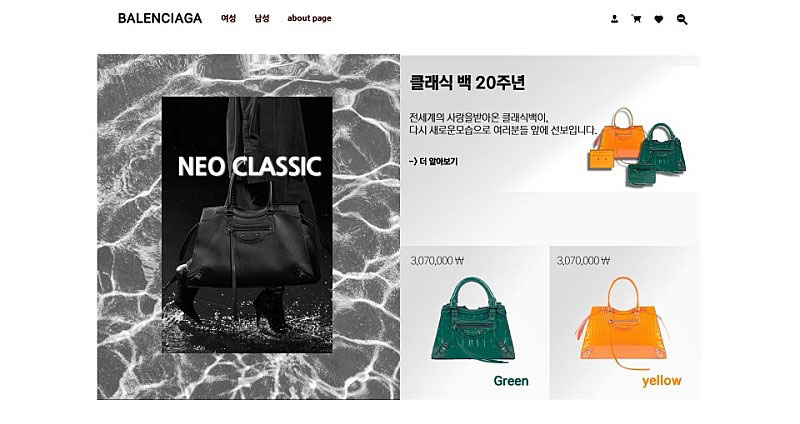 BALENCIAGA 여성 남성 about page
NEO CLASSIC
클래식 백 20주년
전세계의 사랑을받아온 클래식백이,
다시 새로운모습으로 여러분들 앞에 선보입니다.
-> 더 알아보기
3,070,000 ₩
Green
3,070,000 ₩
yellow